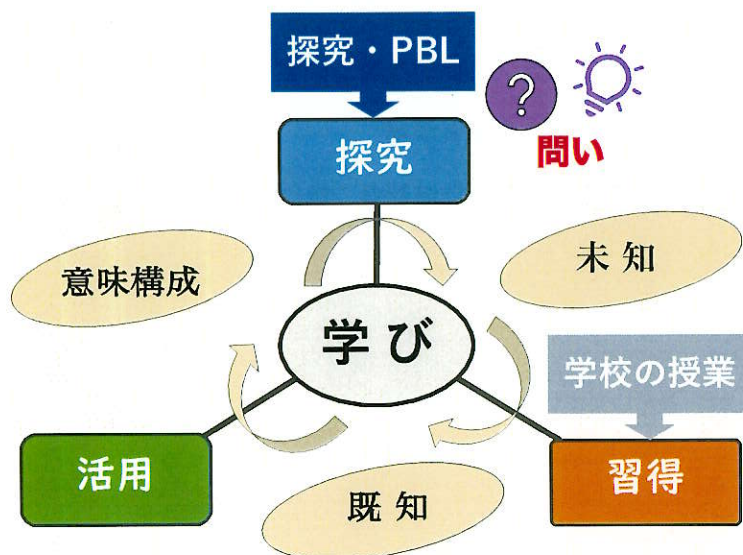 探究・PBL
?
問い
探究
意味構成
未知
学び
学校の授業
活用
習得
既知